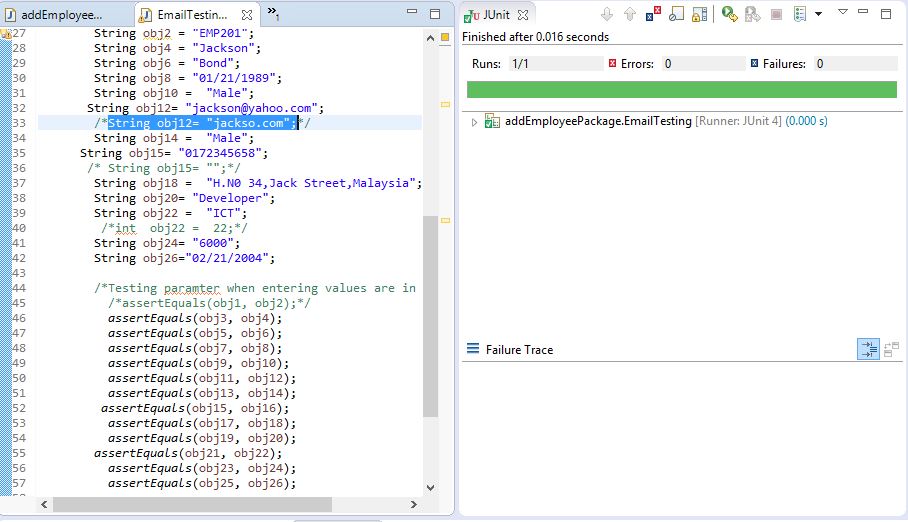 addEmployee...
EmailTestin...
»1
JUnit
Finished after 0.016 seconds
Runs: 1/1
Errors: 0
Failures: 0
addEmployeePackage.EmailTesting [Runner: JUnit 4] (0.000 s)
Failure Trace
27 String obj2 = "EMP201";
28 String obj4 = "Jackson";
29 String obj6 = "Bond";
30 String obj8 = "01/21/1989";
31 String obj10 = "Male";
32 String obj12= "jackson@yahoo.com";
33 /*String obj12= "jackso.com";*/
34 String obj14 = "Male";
35 String obj15= "0172345658";
36 /* String obj15= "";*/
37 String obj18 = "H.N0 34,Jack Street,Malaysia";
38 String obj20= "Developer";
39 String obj22 = "ICT";
40 /*int obj22 = 22;*/
41 String obj24= "6000";
42 String obj26="02/21/2004";
43
44 /*Testing paramter when entering values are in
45 /*assertEquals(obj1, obj2);*/
46 assertEquals(obj3, obj4);
47 assertEquals(obj5, obj6);
48 assertEquals(obj7, obj8);
49 assertEquals(obj9, obj10);
50 assertEquals(obj11, obj12);
51 assertEquals(obj13, obj14);
52 assertEquals(obj15, obj16);
53 assertEquals(obj17, obj18);
54 assertEquals(obj19, obj20);
55 assertEquals(obj21, obj22);
56 assertEquals(obj23, obj24);
57 assertEquals(obj25, obj26);